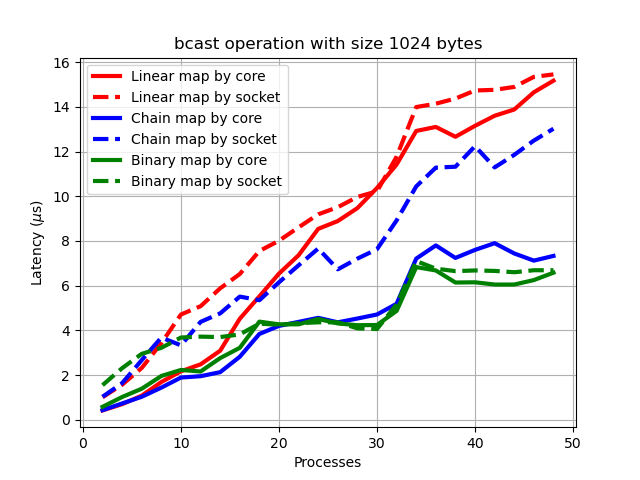 bcast operation with size 1024 bytes
16
14
12
10
8
6
4
2
0
Latency (μs)
Linear map by core
Linear map by socket
Chain map by core
Chain map by socket
Binary map by core
Binary map by socket
0 10 20 30 40 50
Processes